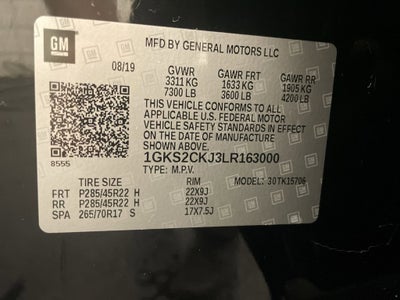 GM
MFD BY GENERAL MOTORS LLC
08/19 GVWR GAWR FRT GAWR RR
3311 KG 1633 KG 1905 KG
7300 LB 3600 LB 4200 LB
THIS VEHICLE CONFORMS TO ALL
APPLICABLE U.S. FEDERAL MOTOR
VEHICLE SAFETY STANDARDS IN EFFECT
ON THE DATE OF MANUFACTURE
SHOWN ABOVE.
1GKS2CKJ3LR163000
8555 TYPE: M.P.V.
TIRE SIZE RIM 30TK15706
FRT P285/45R22 H 22X9J
RR P285/45R22 H 22X9J
SPA 265/70R17 S 17X7.5J